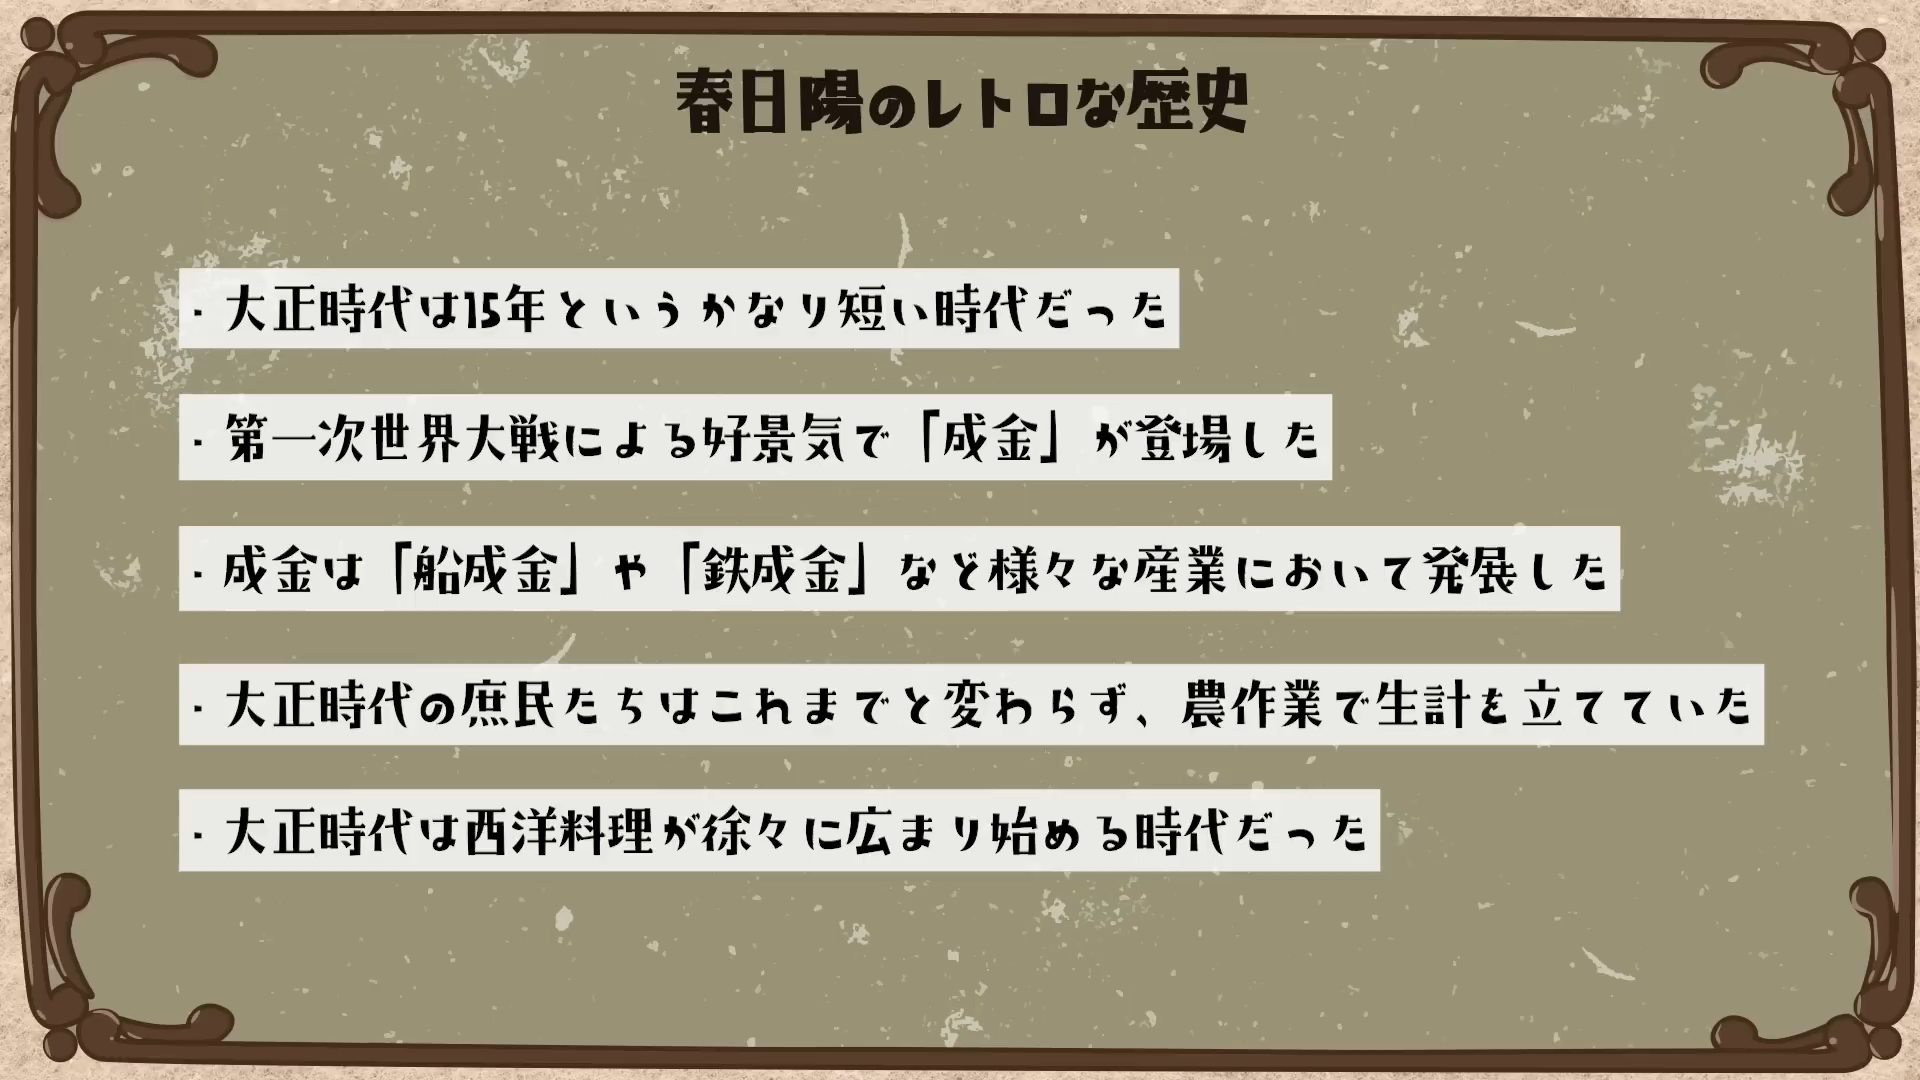 春日陽のレトロな歴史
・大正時代は15年というかなり短い時代だった
・第一次世界大戦による好景気で「成金」が登場した
・成金は「船成金」や「鉄成金」など様々な産業において発展した
・大正時代の庶民たちはこれまでと変わらず、農作業で生計を立てていた
・大正時代は西洋料理が徐々に広まり始める時代だった